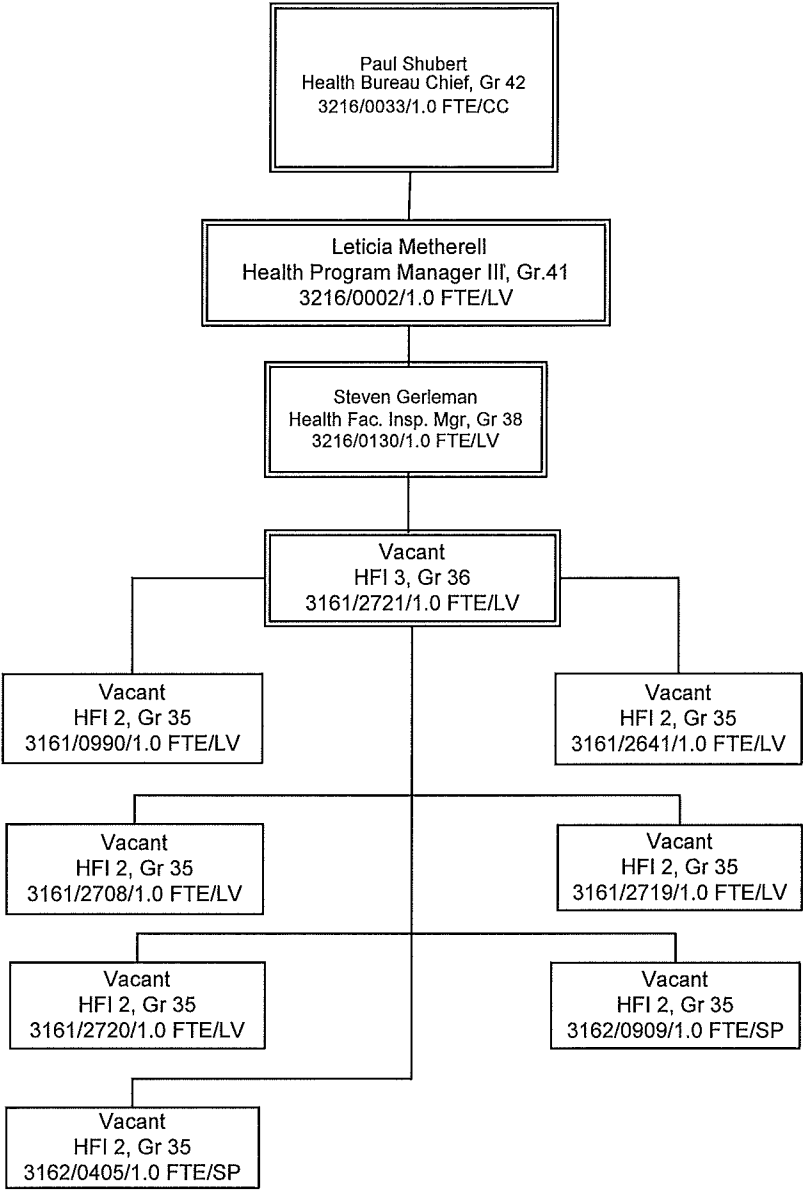 Paul Shubert
Health Bureau Chief, Gr 42
3216/0033/1.0 FTE/CC
Leticia Metherell
Health Program Manager III, Gr.41
3216/0002/1.0 FTE/LV
Steven Gerleman
Health Fac. Insp. Mgr, Gr 38
3216/0130/1.0 FTE/LV
Vacant
HFI 3, Gr 36
3161/2721/1.0 FTE/LV
Vacant
HFI 2, Gr 35
3161/0990/1.0 FTE/LV
Vacant
HFI 2, Gr 35
3161/2641/1.0 FTE/LV
Vacant
HFI 2, Gr 35
3161/2708/1.0 FTE/LV
Vacant
HFI 2, Gr 35
3161/2719/1.0 FTE/LV
Vacant
HFI 2, Gr 35
3161/2720/1.0 FTE/LV
Vacant
HFI 2, Gr 35
3162/0909/1.0 FTE/SP
Vacant
HFI 2, Gr 35
3162/0405/1.0 FTE/SP